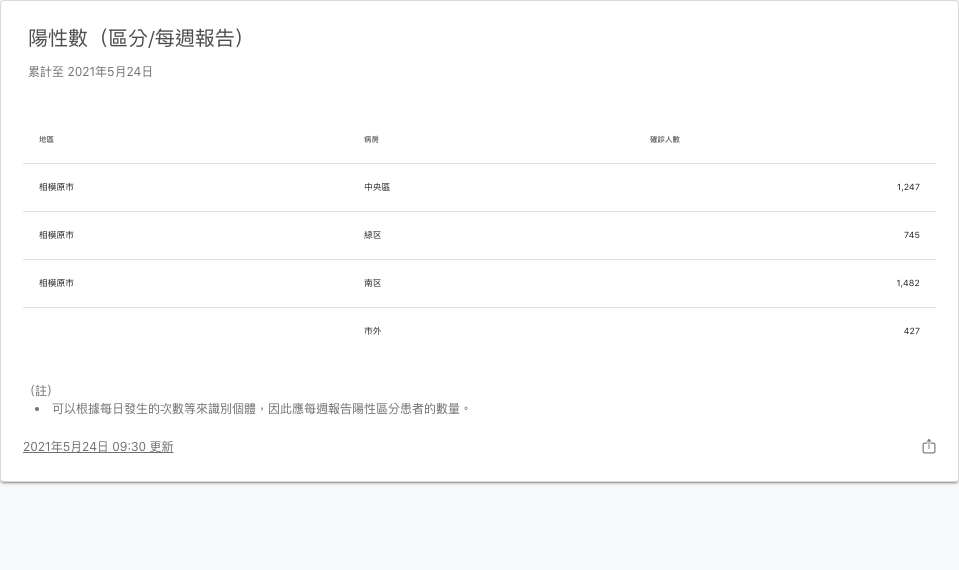 陽性數（區分/每週報告）
累計至 2021年5月24日
地區 病房 確診人數
相模原市 中央區 1,247
相模原市 緑区 745
相模原市 南区 1,482
市外 427
（註）
• 可以根據每日發生的次數等來識別個體，因此應每週報告陽性區分患者的數量。
2021年5月24日 09:30 更新